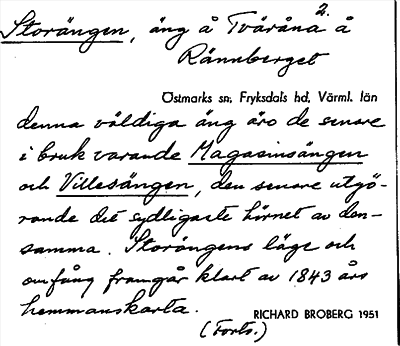 Storängen, äng å Tväråna 2. å
Rännberget
Östmarks sn, Fryksdals hd, Värml. län
denna väldiga äng äro de senare
i bruk varande Magasinsängen
och Villesängen, den senare utgö-
rande det sydligaste hörnet av den-
samma. Storängens läge och
omfång framgår klart av 1843 års
hemmanskarta.
RICHARD BROBERG 1951
(Forts.)